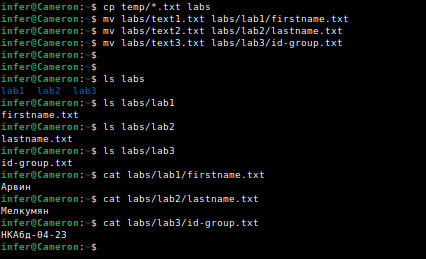 infer@Cameron:~$ cp temp/*.txt labs
infer@Cameron:~$ mv labs/text1.txt labs/lab1/firstname.txt
infer@Cameron:~$ mv labs/text2.txt labs/lab2/lastname.txt
infer@Cameron:~$ mv labs/text3.txt labs/lab3/id-group.txt
infer@Cameron:~$
infer@Cameron:~$
infer@Cameron:~$ ls labs
lab1  lab2  lab3
infer@Cameron:~$ ls labs/lab1
firstname.txt
infer@Cameron:~$ ls labs/lab2
lastname.txt
infer@Cameron:~$ ls labs/lab3
id-group.txt
infer@Cameron:~$ cat labs/lab1/firstname.txt
Арвин
infer@Cameron:~$ cat labs/lab2/lastname.txt
Мелкумян
infer@Cameron:~$ cat labs/lab3/id-group.txt
НКАбд-04-23
infer@Cameron:~$